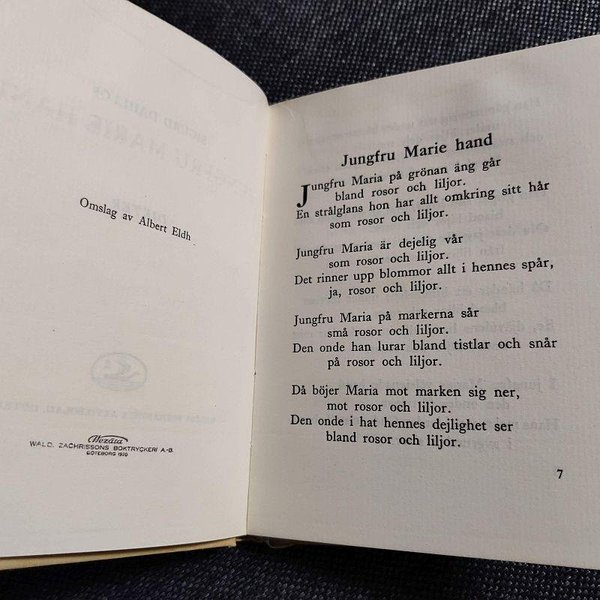 Omslag av Albert Eldh
Wezäta
WALD. ZACHRISSONS BOKTRYCKERI A.-B.
GÖTEBORG 1930
Jungfru Marie hand
Jungfru Maria på grönan äng går
bland rosor och liljor.
En strålglans hon har allt omkring sitt hår
som rosor och liljor.
Jungfru Maria är dejelig vår
som rosor och liljor.
Det rinner upp blommor allt i hennes spår,
ja, rosor och liljor.
Jungfru Maria på markerna sår
små rosor och liljor.
Den onde han lurar bland tistlar och snår
på rosor och liljor.
Då böjer Maria mot marken sig ner,
mot rosor och liljor.
Den onde i hat hennes dejlighet ser
bland rosor och liljor.
7